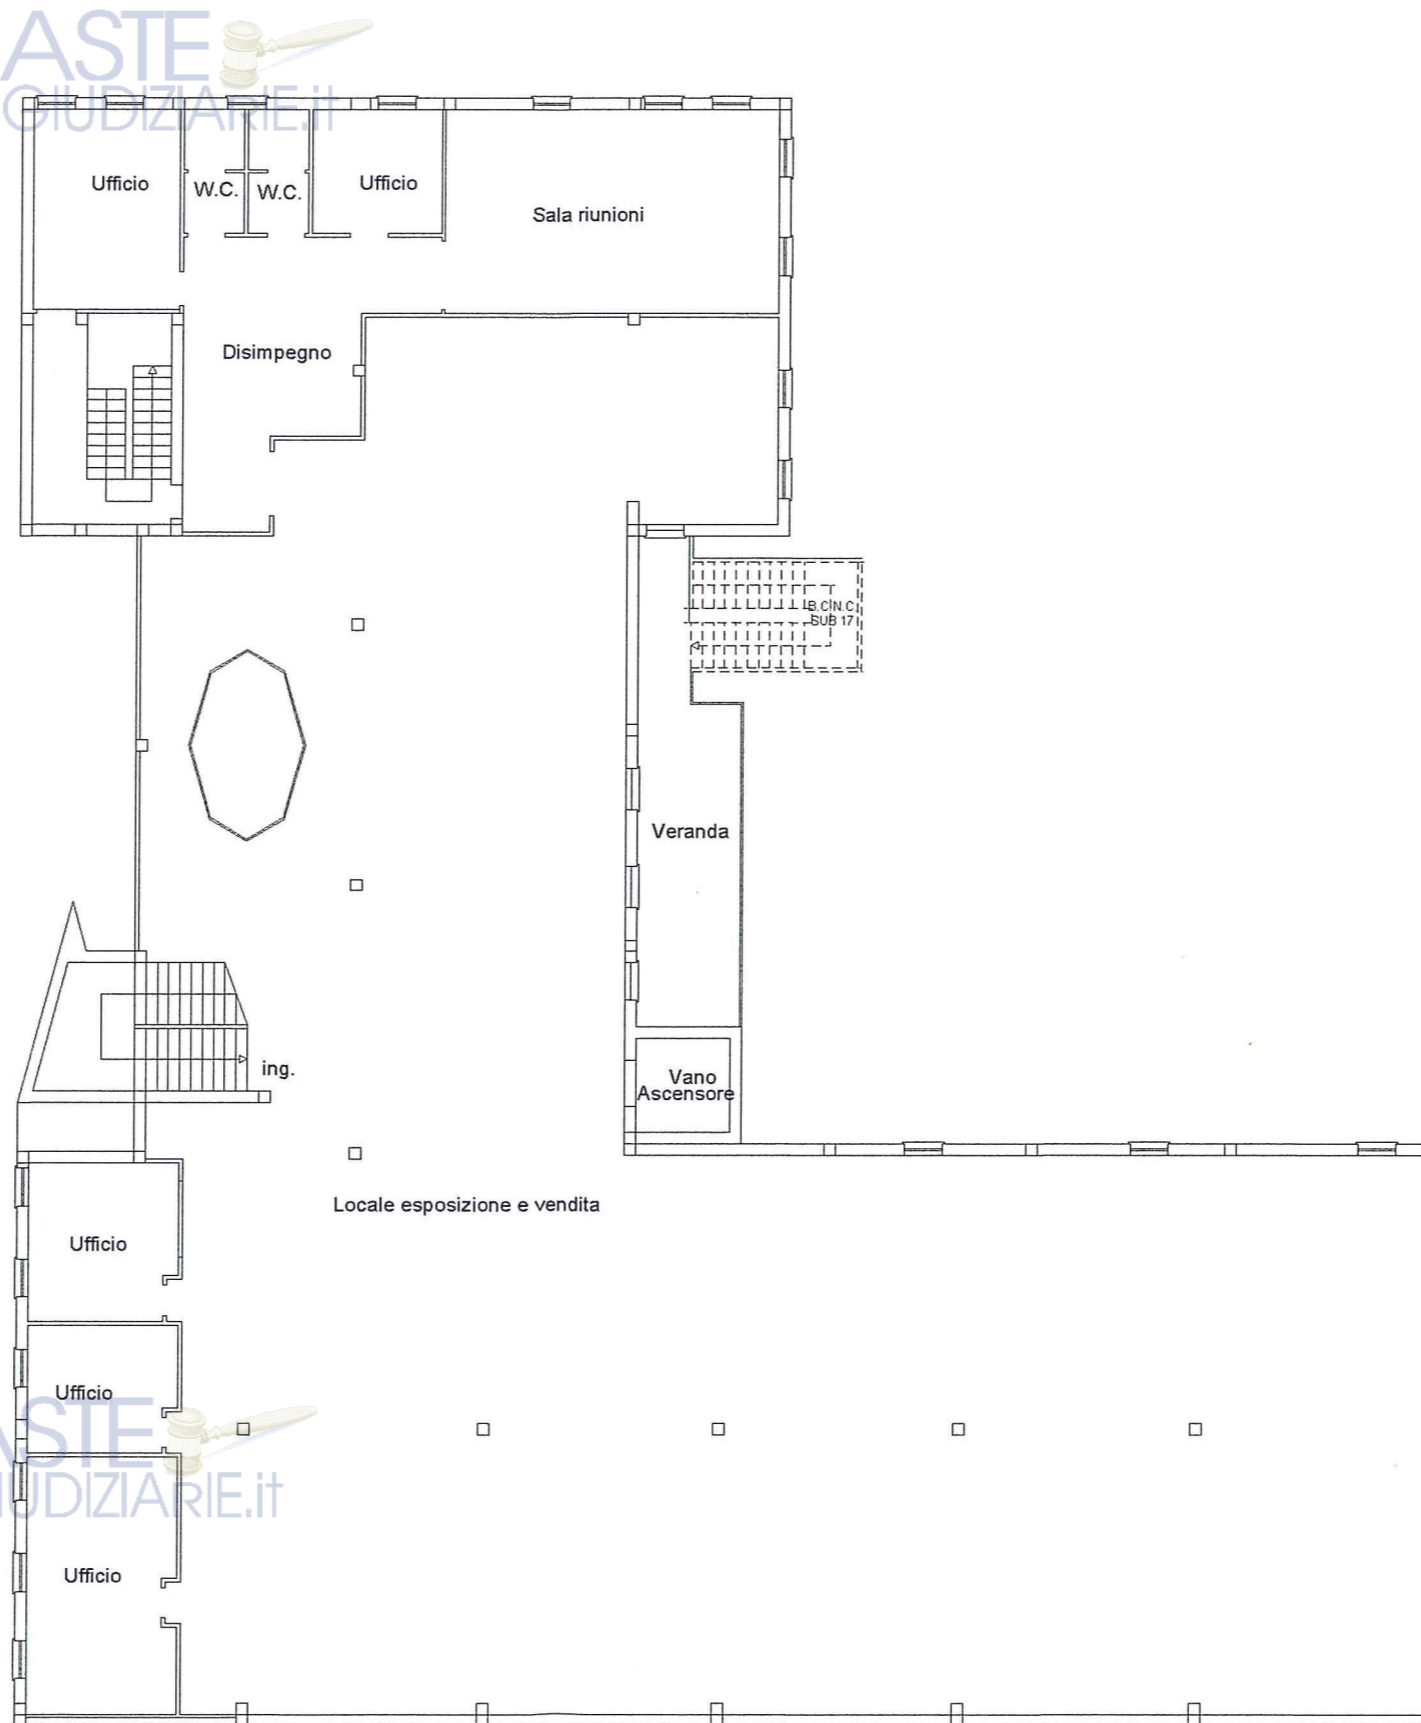 ASTE
GIUDIZIARIE.it
Ufficio
W.C.
W.C.
Ufficio
Sala riunioni
Disimpegno
B.C.N.C.
SUB 17
Veranda
ing.
Vano
Ascensore
Locale esposizione e vendita
Ufficio
Ufficio
ASTE
GIUDIZIARIE.it
Ufficio